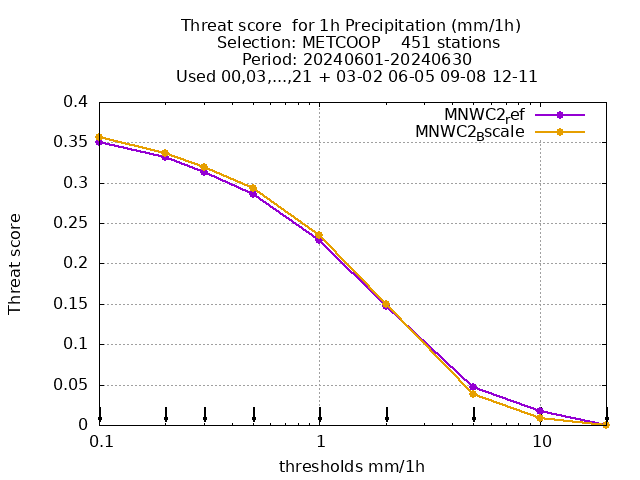 Threat score  for 1h Precipitation (mm/1h)
Selection: METCOOP    451 stations
Period: 20240601-20240630
Used 00,03,...,21 + 03-02 06-05 09-08 12-11
MNWC2ref
MNWC2Bscale
0.4
0.35
0.3
0.25
0.2
0.15
0.1
0.05
0
Threat score
0.1
1
10
thresholds mm/1h